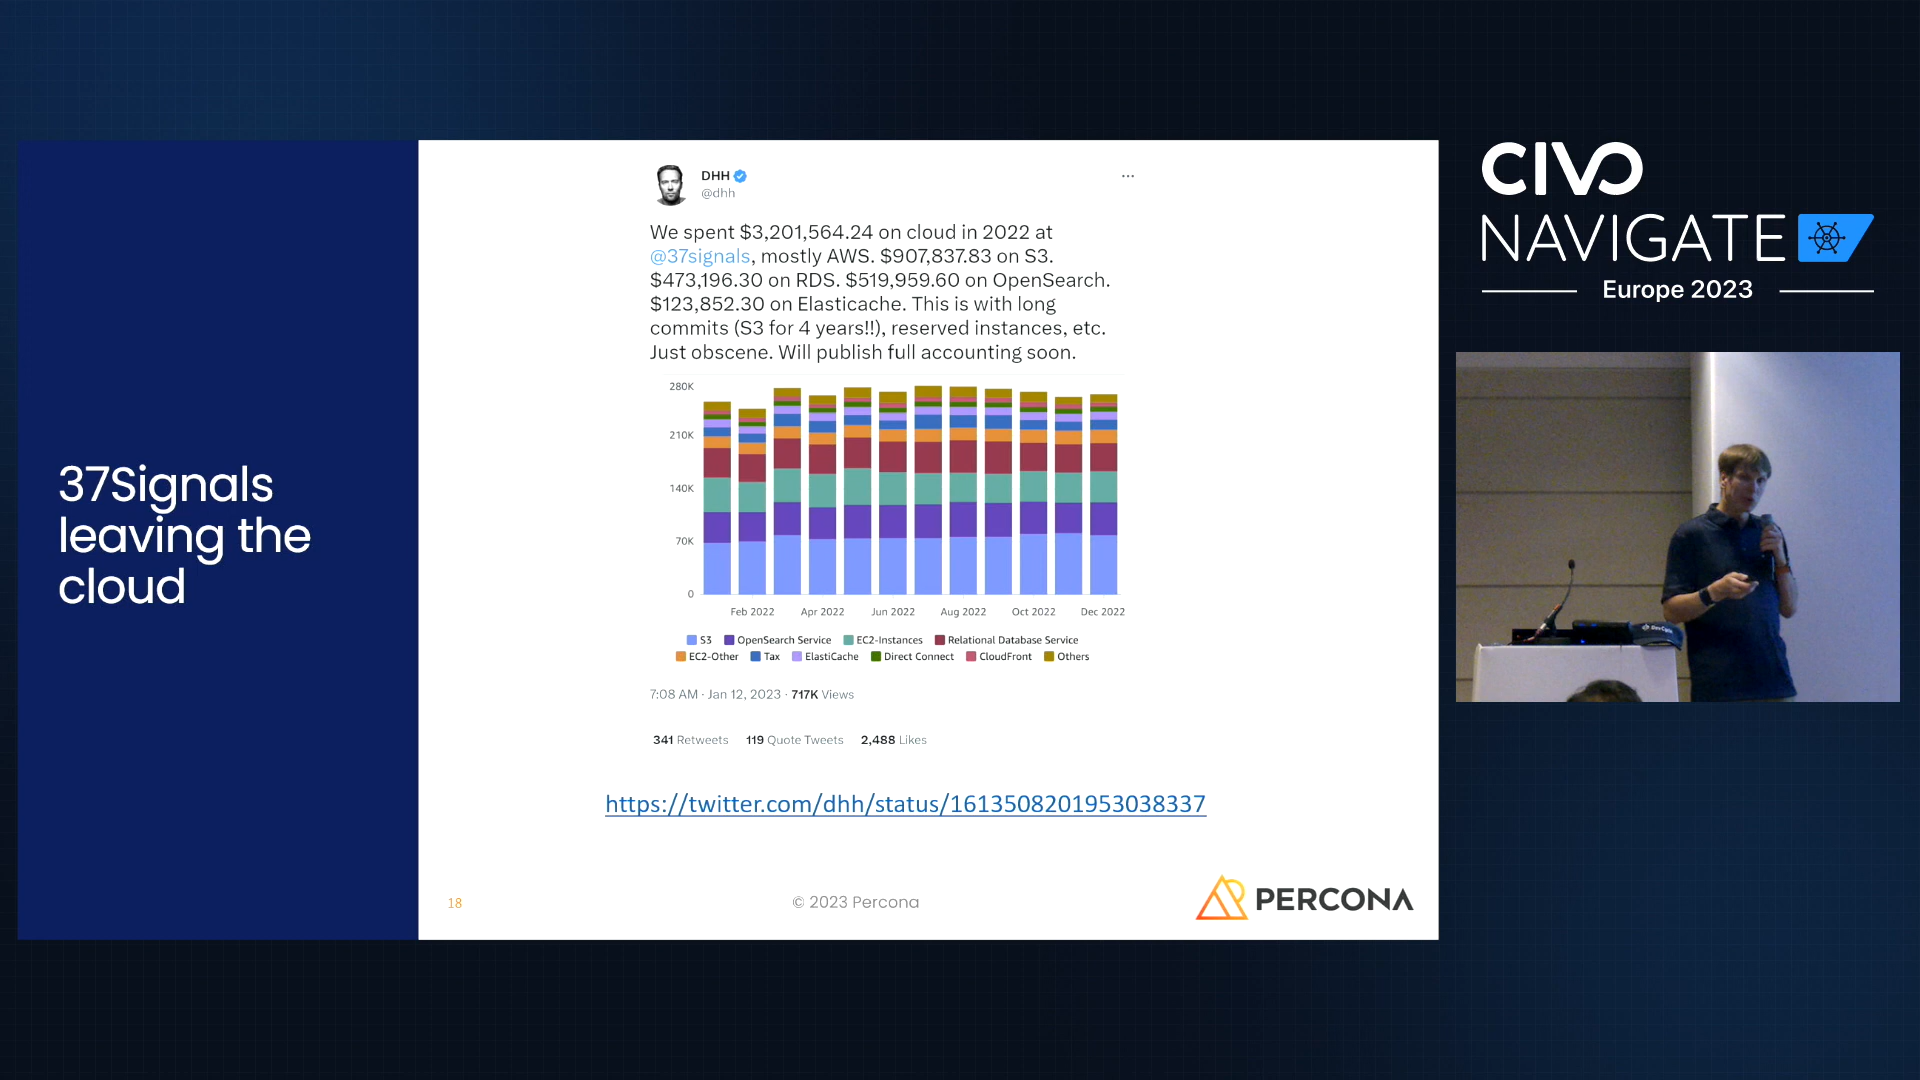 37Signals
leaving the
cloud
DHH
@dhh
We spent $3,201,564.24 on cloud in 2022 at
@37signals, mostly AWS. $907,837.83 on S3.
$473,196.30 on RDS. $519,959.60 on OpenSearch.
$123,852.30 on Elasticache. This is with long
commits (S3 for 4 years!!), reserved instances, etc.
Just obscene. Will publish full accounting soon.
280K
210K
140K
70K
0
Feb 2022 Apr 2022 Jun 2022 Aug 2022 Oct 2022 Dec 2022
S3 OpenSearch Service EC2-Instances Relational Database Service
EC2-Other Tax ElastiCache Direct Connect CloudFront Others
7:08 AM · Jan 12, 2023 · 717K Views
341 Retweets 119 Quote Tweets 2,488 Likes
https://twitter.com/dhh/status/1613508201953038337
18
© 2023 Percona
PERCONA
CIVO
NAVIGATE
Europe 2023